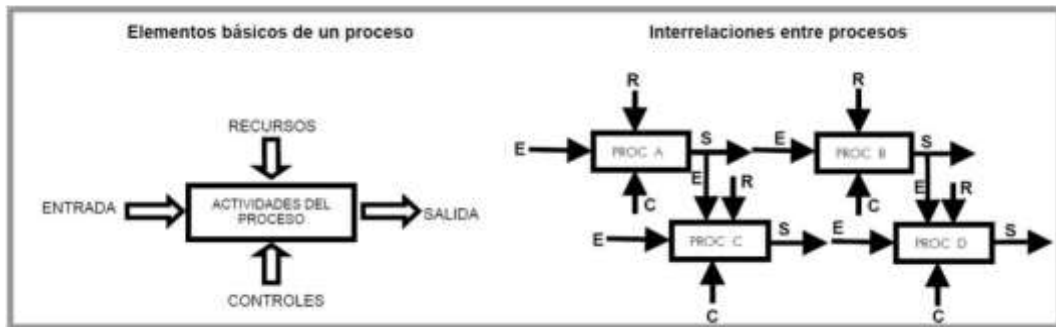 Elementos básicos de un proceso
RECURSOS
ENTRADA
ACTIVIDADES DEL
PROCESO
SALIDA
CONTROLES
Interrelaciones entre procesos
R
R
E
PROC A
S
E
PROC B
S
E
R
E
R
C
C
E
PROC C
S
E
PROC D
S
C
C